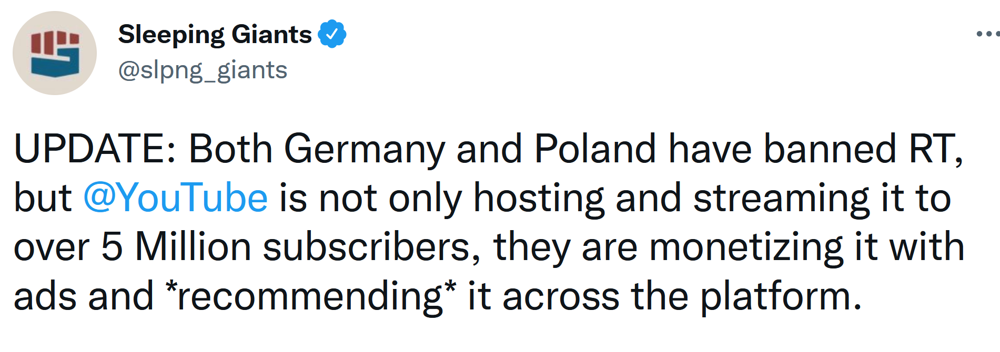 Sleeping Giants
@slpng_giants
UPDATE: Both Germany and Poland have banned RT,
but @YouTube is not only hosting and streaming it to
over 5 Million subscribers, they are monetizing it with
ads and *recommending* it across the platform.